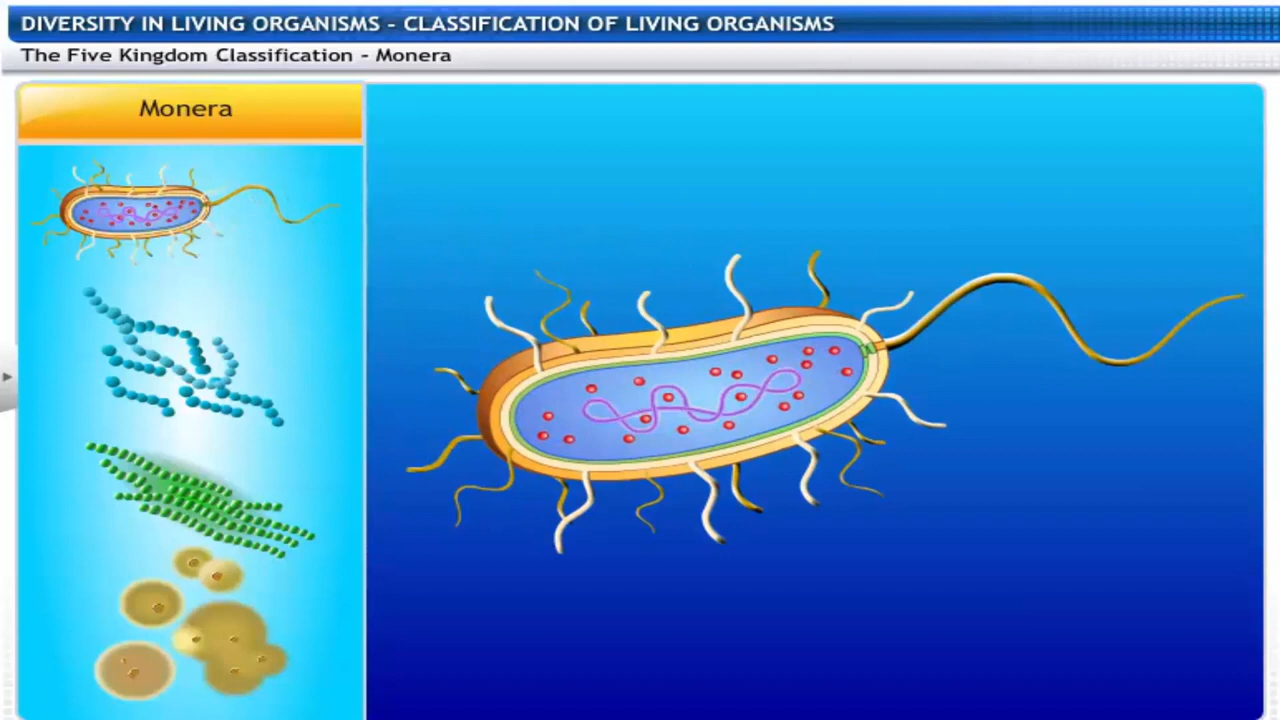 DIVERSITY IN LIVING ORGANISMS - CLASSIFICATION OF LIVING ORGANISMS
The Five Kingdom Classification - Monera
Monera